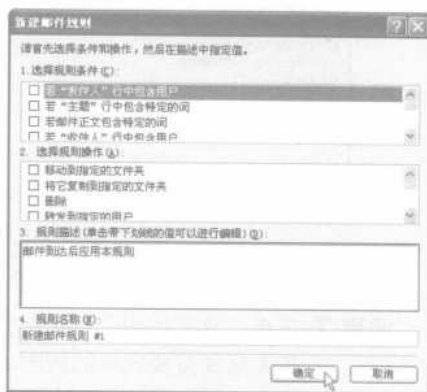 新建邮件规则
请首先选择条件和操作，然后在描述中指定值。
1.选择规则条件(C):
若“发件人”行中包含用户
若“主题”行中包含特定的词
若邮件正文包含特定的词
若“收件人”行中包含用户
2. 选择规则操作(A):
移动到指定的文件夹
将它复制到指定的文件夹
删除
转发到指定的用户
3. 规则描述(单击带下划线的值可以进行编辑)(D):
邮件到达后应用本规则
4. 规则名称(N):
新建邮件规则 #1
确定 取消